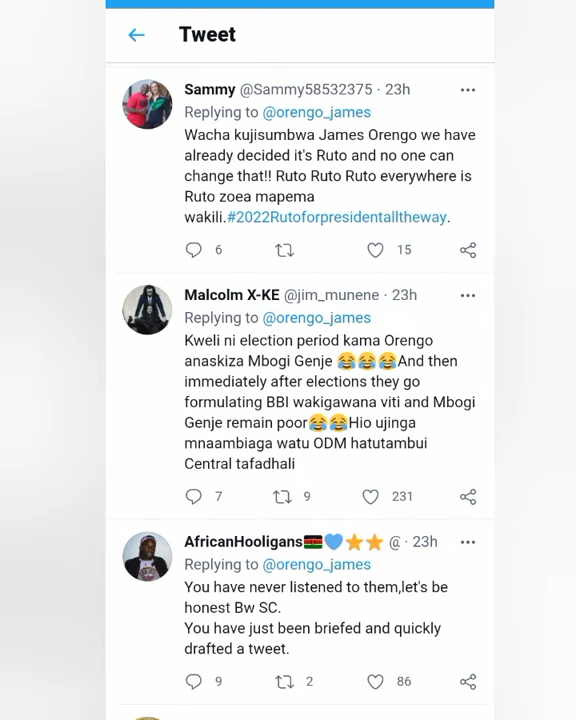 Tweet
Sammy @Sammy58532375 · 23h
Replying to @orengo_james
Wacha kujisumbwa James Orengo we have
already decided it's Ruto and no one can
change that!! Ruto Ruto Ruto everywhere is
Ruto zoea mapema
wakili.#2022Rutoforpresidentalltheway.
6 15
Malcolm X-KE @jim_munene · 23h
Replying to @orengo_james
Kweli ni election period kama Orengo
anaskiza Mbogi Genje 😂😂😂And then
immediately after elections they go
formulating BBI wakigawana viti and Mbogi
Genje remain poor😂😂Hio ujinga
mnaambiaga watu ODM hatutambui
Central tafadhali
7 9 231
AfricanHooligans🇰🇪💙⭐⭐ @ · 23h
Replying to @orengo_james
You have never listened to them,let's be
honest Bw SC.
You have just been briefed and quickly
drafted a tweet.
9 2 86